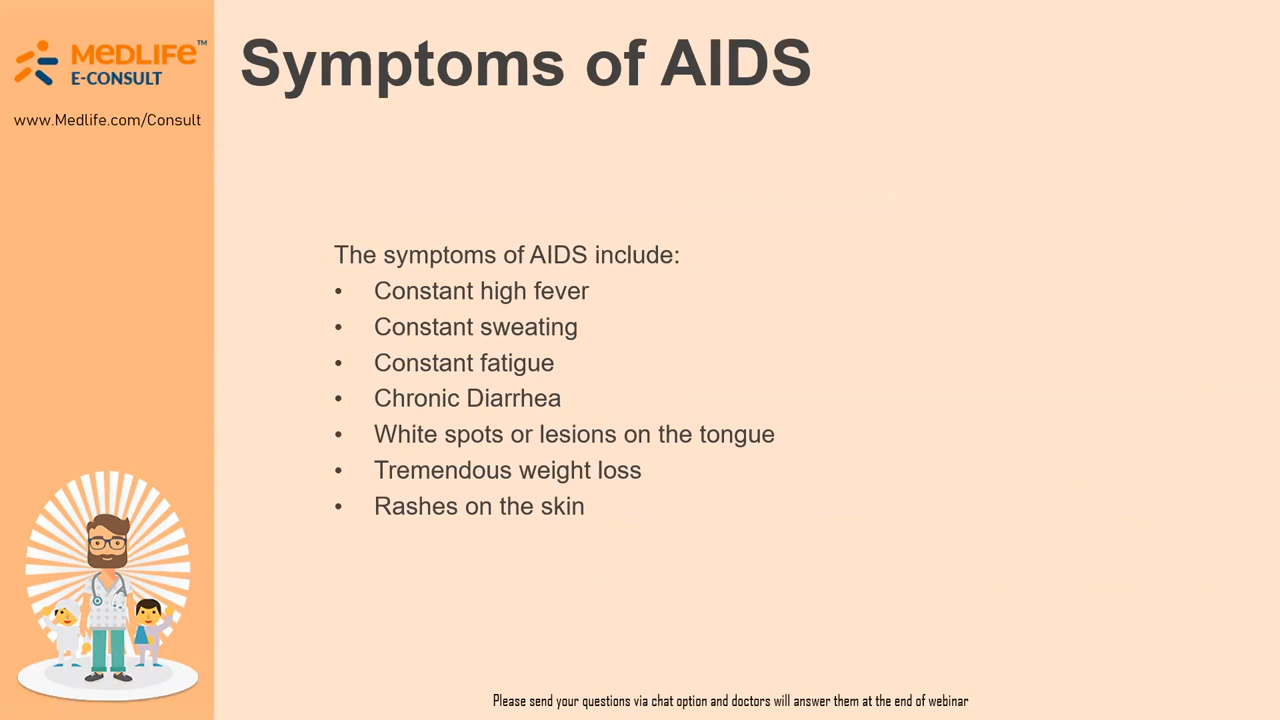 MEDLIFE™
E-CONSULT
www.Medlife.com/Consult
Symptoms of AIDS
The symptoms of AIDS include:
• Constant high fever
• Constant sweating
• Constant fatigue
• Chronic Diarrhea
• White spots or lesions on the tongue
• Tremendous weight loss
• Rashes on the skin
Please send your questions via chat option and doctors will answer them at the end of webinar